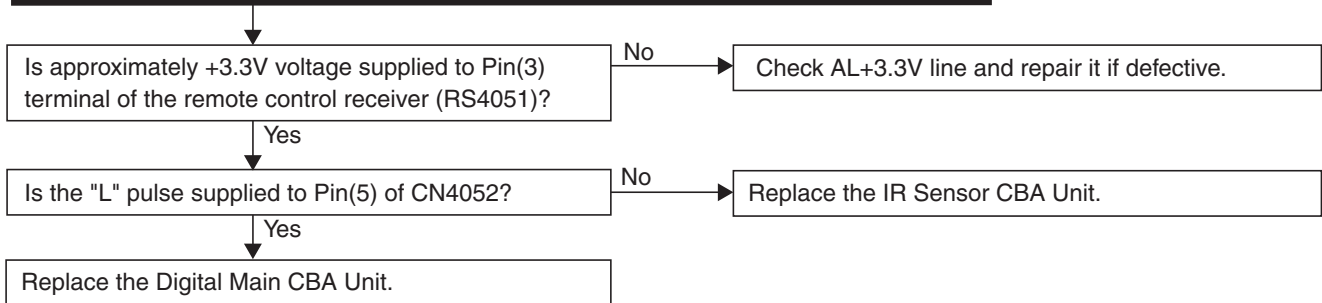 Is approximately +3.3V voltage supplied to Pin(3)
terminal of the remote control receiver (RS4051)?
No
Check AL+3.3V line and repair it if defective.
Yes
Is the "L" pulse supplied to Pin(5) of CN4052?
No
Replace the IR Sensor CBA Unit.
Yes
Replace the Digital Main CBA Unit.